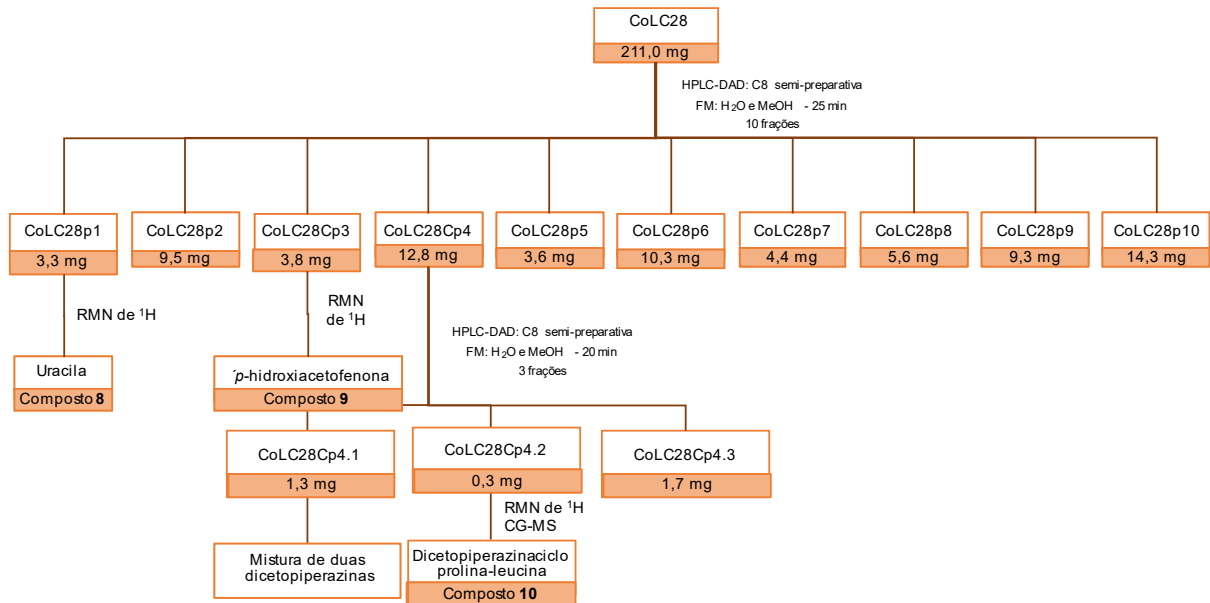 CoLC28
211,0 mg
HPLC-DAD: C8 semi-preparativa
FM: H₂O e MeOH - 25 min
10 frações
CoLC28p1
3,3 mg
CoLC28p2
9,5 mg
CoLC28Cp3
3,8 mg
CoLC28Cp4
12,8 mg
CoLC28p5
3,6 mg
CoLC28p6
10,3 mg
CoLC28p7
4,4 mg
CoLC28p8
5,6 mg
CoLC28p9
9,3 mg
CoLC28p10
14,3 mg
RMN de ¹H
RMN
de ¹H
HPLC-DAD: C8 semi-preparativa
FM: H₂O e MeOH - 20 min
3 frações
Uracila
Composto 8
´p-hidroxiacetofenona
Composto 9
CoLC28Cp4.1
1,3 mg
CoLC28Cp4.2
0,3 mg
CoLC28Cp4.3
1,7 mg
RMN de ¹H
CG-MS
Mistura de duas
dicetopiperazinas
Dicetopiperazinaciclo
prolina-leucina
Composto 10